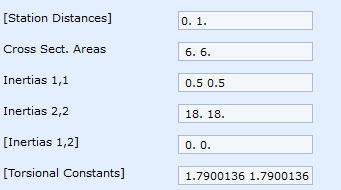 [Station Distances] 0. 1.
Cross Sect. Areas 6. 6.
Inertias 1,1 0.5 0.5
Inertias 2,2 18. 18.
[Inertias 1,2] 0. 0.
[Torsional Constants] 1.7900136 1.7900136